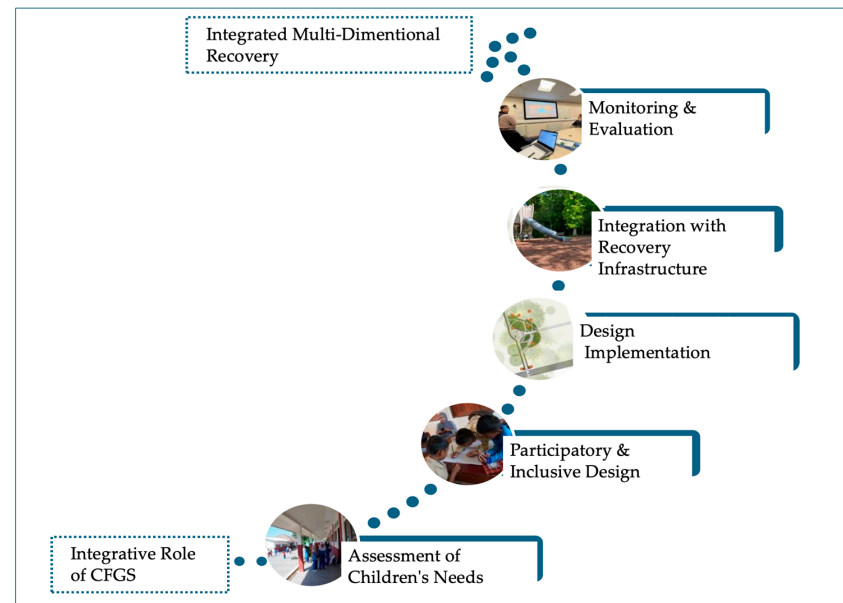 Integrated Multi-Dimentional
Recovery
Monitoring &
Evaluation
Integration with
Recovery
Infrastructure
Design
Implementation
Participatory &
Inclusive Design
Integrative Role
of CFGS
Assessment of
Children's Needs